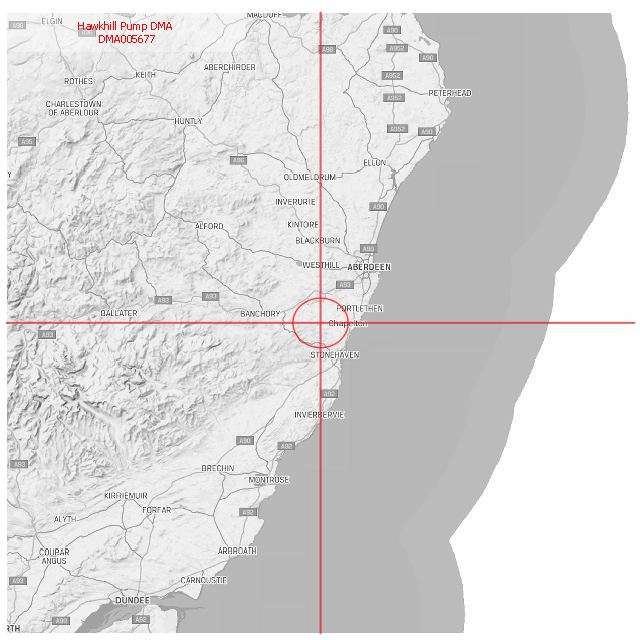 MACDUFF
A96
ELGIN
Hawkhill Pump DMA
DMA005677
A90
A952
A98
A90
ABERCHIRDER
KEITH
A952
ROTHES
PETERHEAD
A952
CHARLESTOWN
OF ABERLOUR
HUNTLY
A952
A90
A95
A96
ELLON
OLDMELDRUM
Y
INVERURIE
A90
KINTORE
ALFORD
BLACKBURN
A90
WESTHILL
ABERDEEN
A93
A93
A93
PORTLETHEN
BALLATER
BANCHORY
Chapelton
A93
STONEHAVEN
A92
INVERBERVIE
A90
A92
A93
BRECHIN
MONTROSE
KIRRIEMUIR
FORFAR
A92
ALYTH
COUPAR
ANGUS
ARBROATH
A93
CARNOUSTIE
DUNDEE
A90
A92
RTH